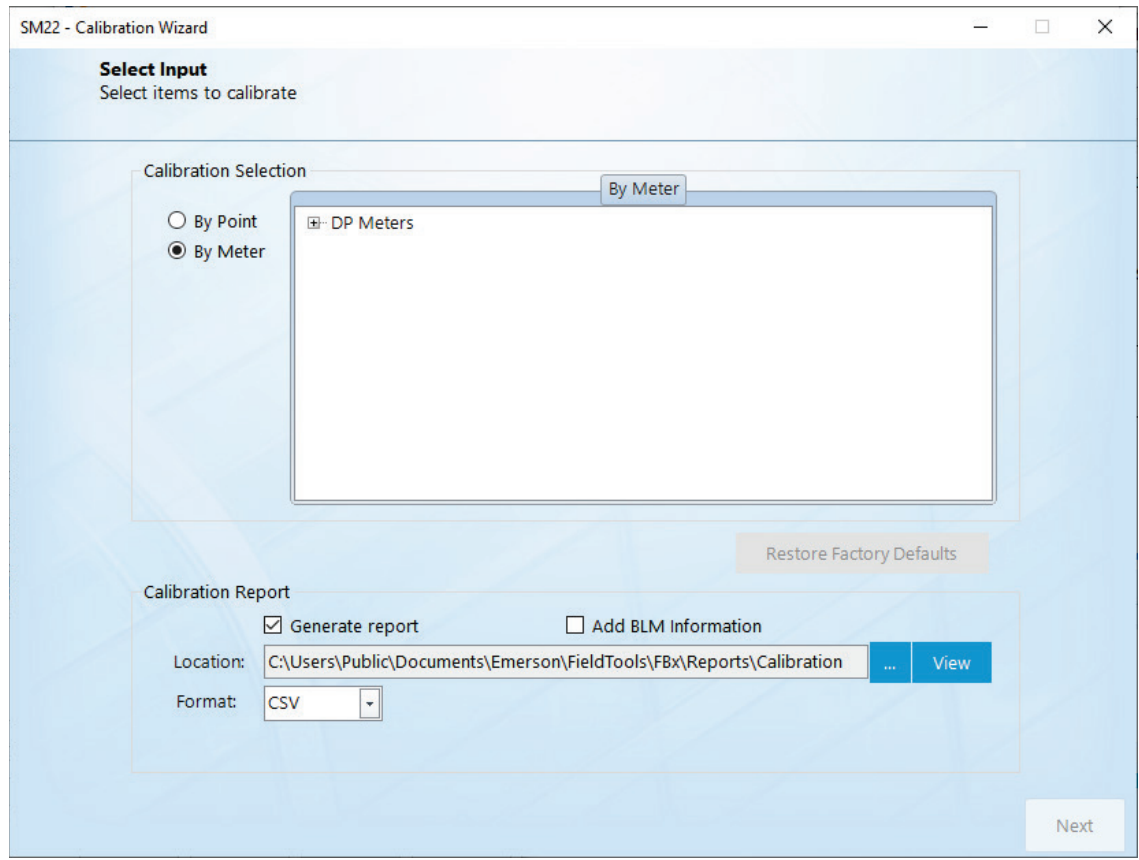 SM22 - Calibration Wizard
Select Input
Select items to calibrate
Calibration Selection
By Meter
By Point
DP Meters
By Meter
Restore Factory Defaults
Calibration Report
Generate report
Add BLM Information
Location: C:\Users\Public\Documents\Emerson\FieldTools\FBx\Reports\Calibration ... View
Format: CSV
Next